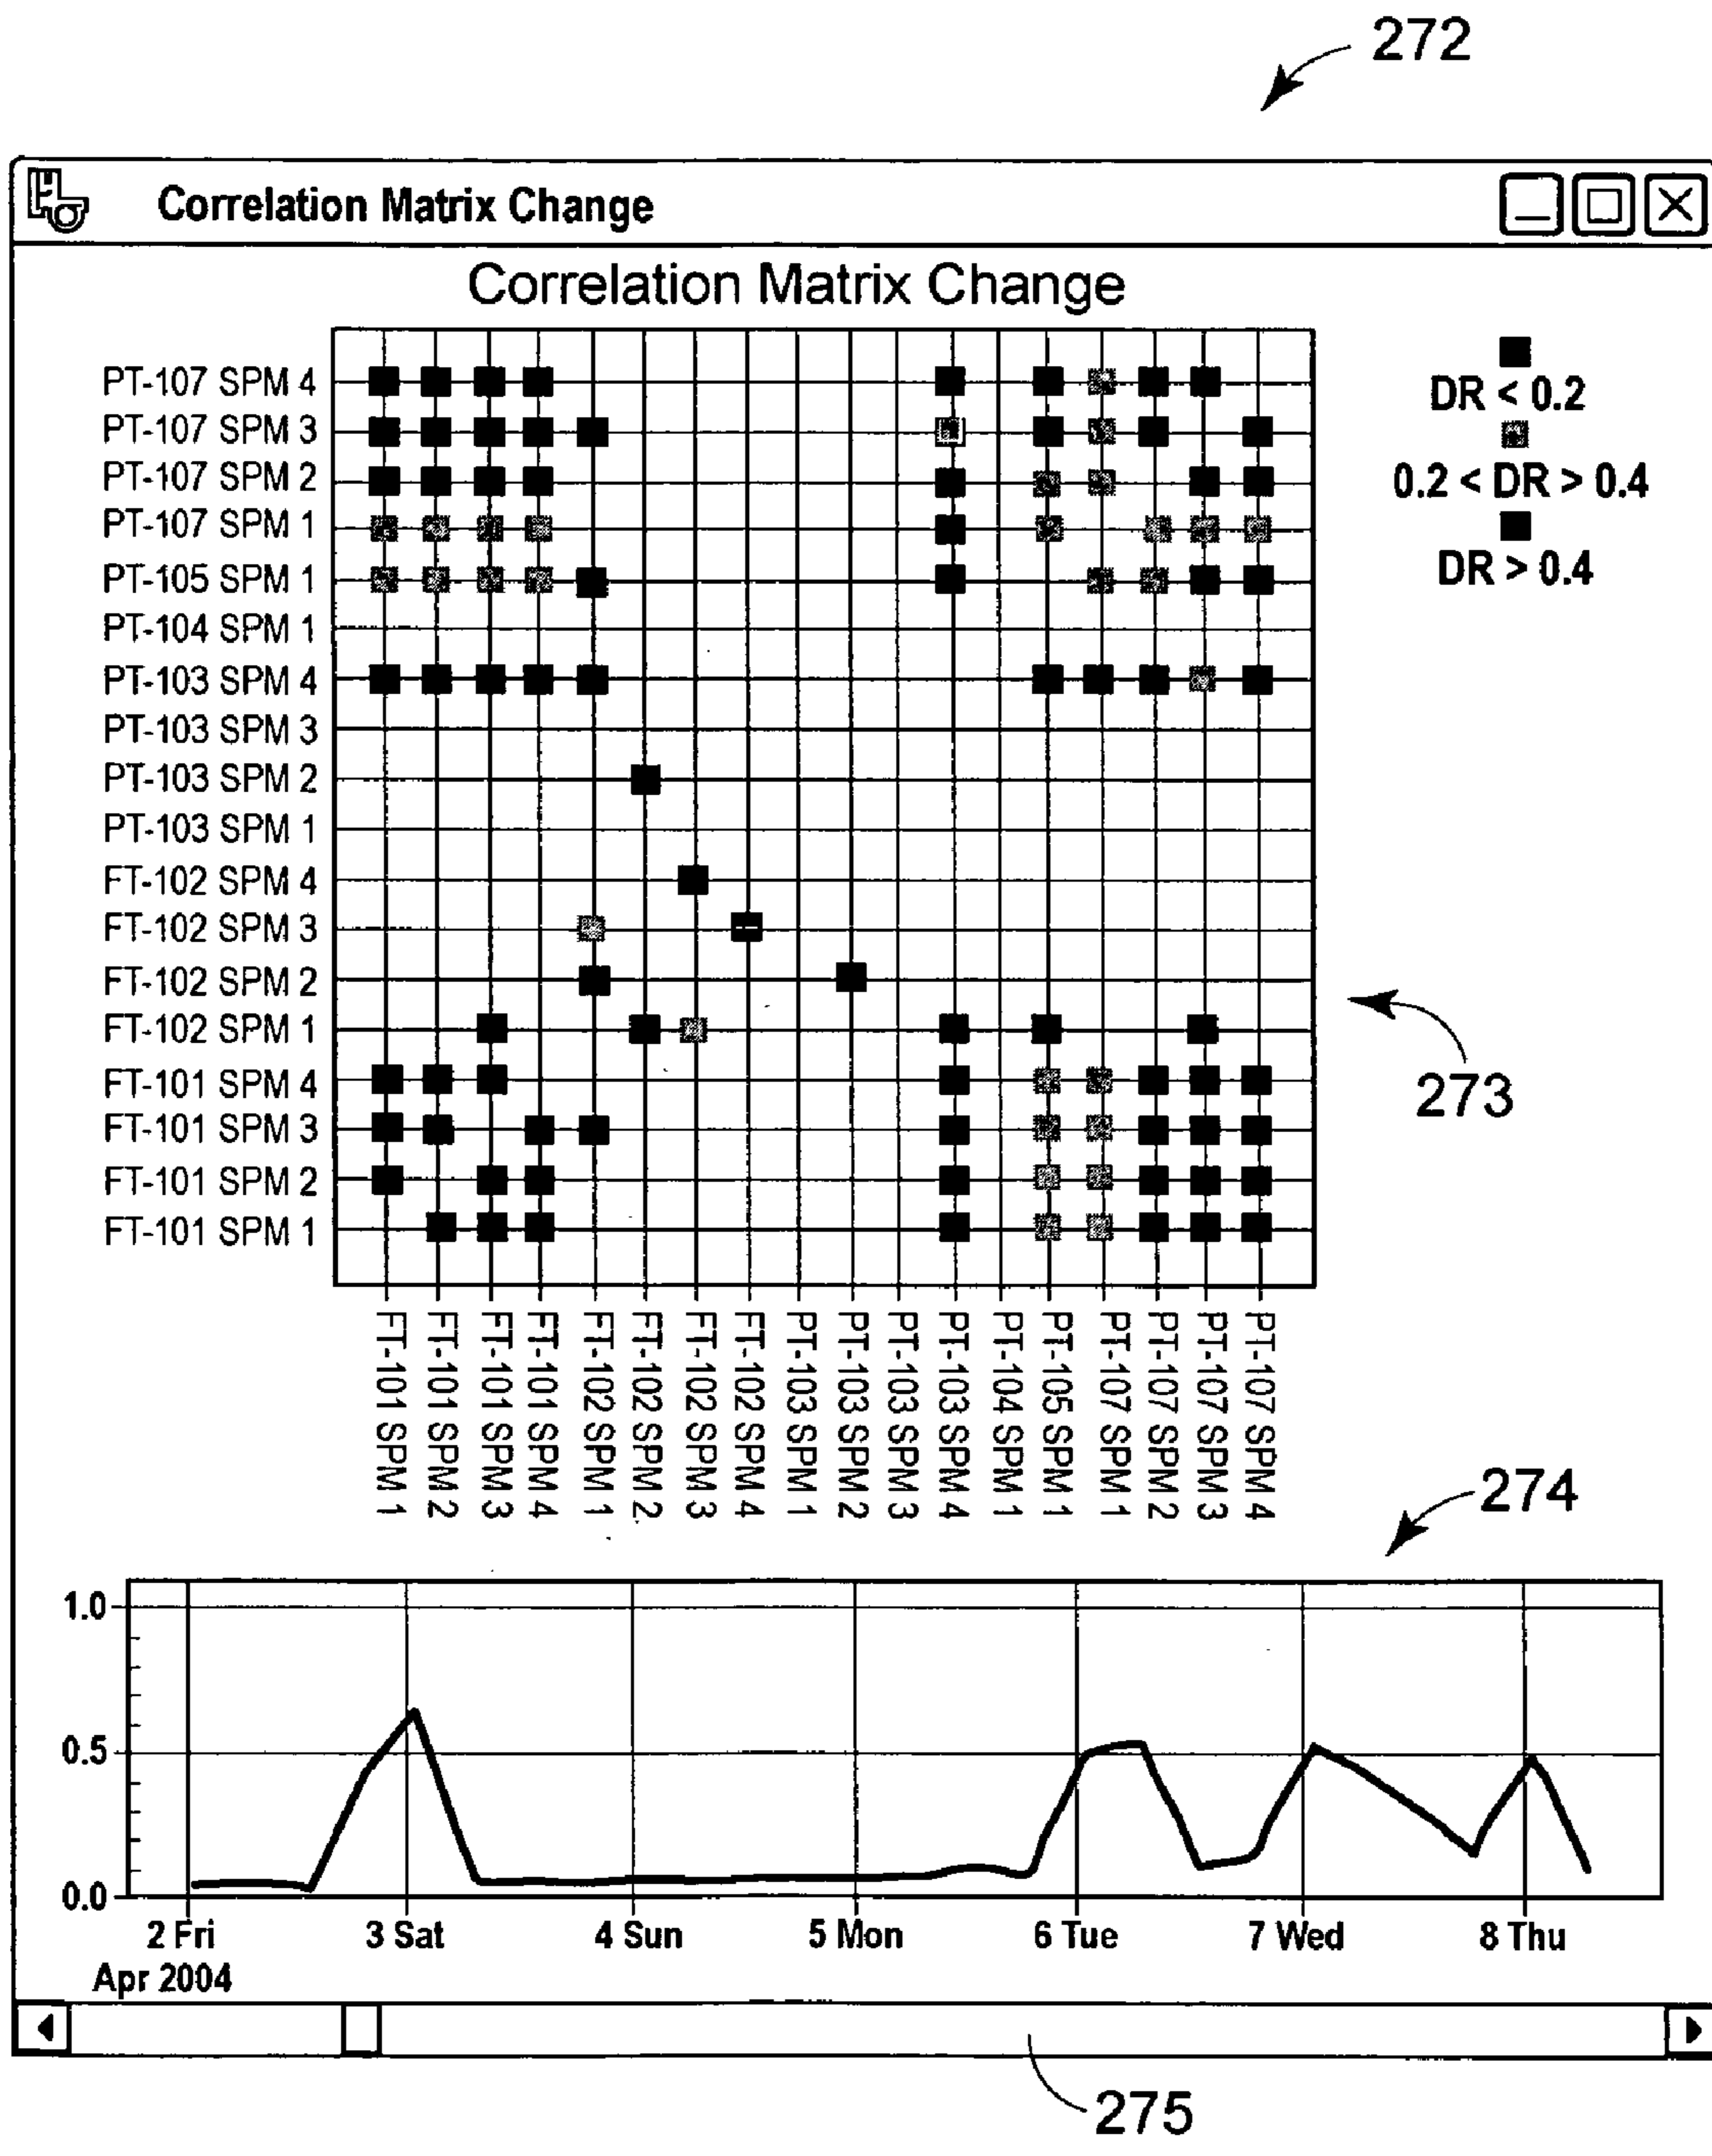 272
Correlation Matrix Change
Correlation Matrix Change
PT-107 SPM 4
PT-107 SPM 3
PT-107 SPM 2
PT-107 SPM 1
PT-105 SPM 1
PT-104 SPM 1
PT-103 SPM 4
PT-103 SPM 3
PT-103 SPM 2
PT-103 SPM 1
FT-102 SPM 4
FT-102 SPM 3
FT-102 SPM 2
FT-102 SPM 1
FT-101 SPM 4
FT-101 SPM 3
FT-101 SPM 2
FT-101 SPM 1
DR < 0.2
0.2 < DR > 0.4
DR > 0.4
273
FT-101 SPM 1
FT-101 SPM 2
FT-101 SPM 3
FT-101 SPM 4
FT-102 SPM 1
FT-102 SPM 2
FT-102 SPM 3
FT-102 SPM 4
PT-103 SPM 1
PT-103 SPM 2
PT-103 SPM 3
PT-103 SPM 4
PT-104 SPM 1
PT-105 SPM 1
PT-107 SPM 1
PT-107 SPM 2
PT-107 SPM 3
PT-107 SPM 4
274
1.0
0.5
0.0
2 Fri
3 Sat
4 Sun
5 Mon
6 Tue
7 Wed
8 Thu
Apr 2004
275